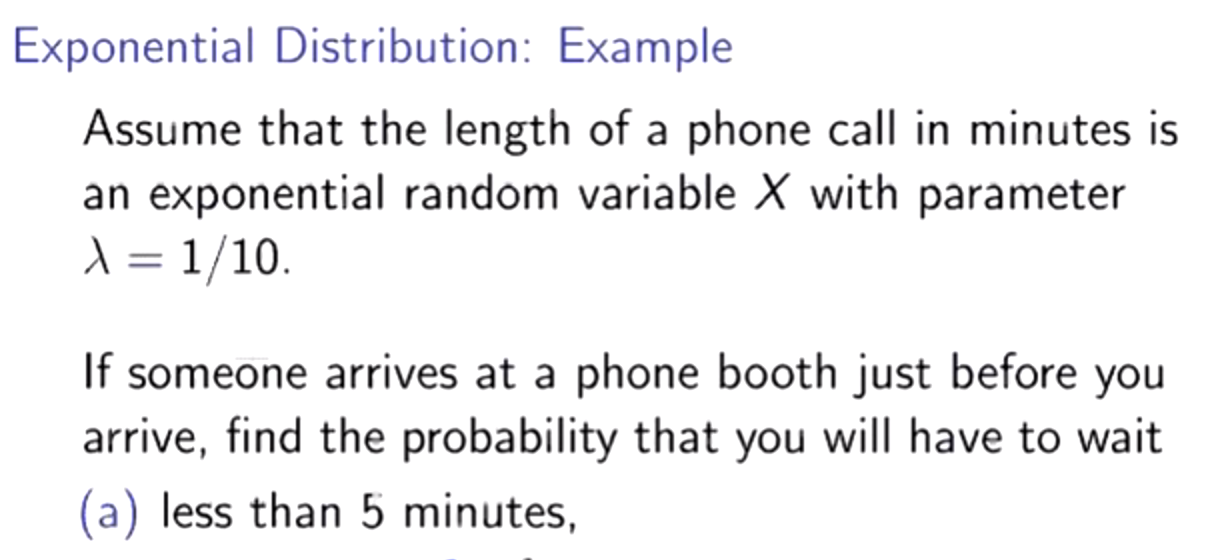 Exponential Distribution: Example
Assume that the length of a phone call in minutes is
an exponential random variable X with parameter
λ = 1/10.
If someone arrives at a phone booth just before you
arrive, find the probability that you will have to wait
(a) less than 5 minutes,